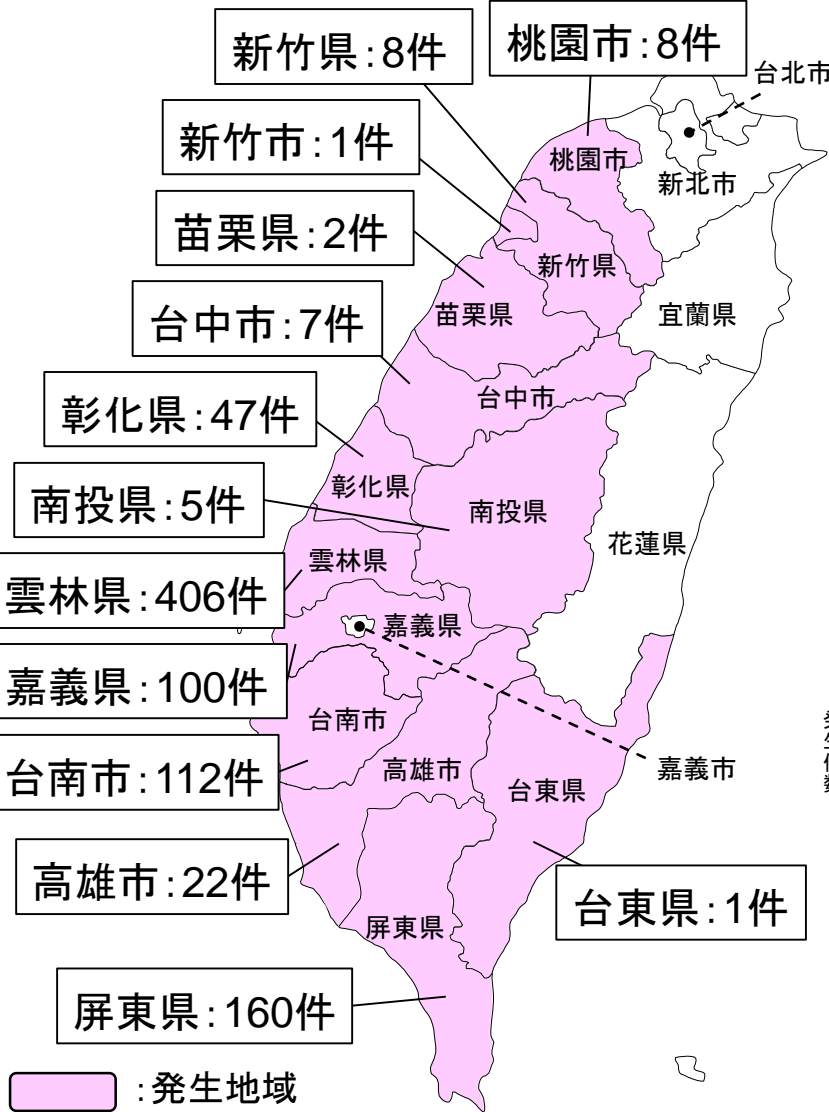 桃園市：8件
新竹県：8件
台北市
新竹市：1件
桃園市
新北市
苗栗県：2件
新竹県
苗栗県
宜蘭県
台中市：7件
台中市
彰化県：47件
彰化県
南投県：5件
南投県
花蓮県
雲林県
雲林県：406件
嘉義県
嘉義県：100件
台南市
嘉義市
台南市：112件
高雄市
台東県
高雄市：22件
台東県：1件
屏東県
屏東県：160件
：発生地域